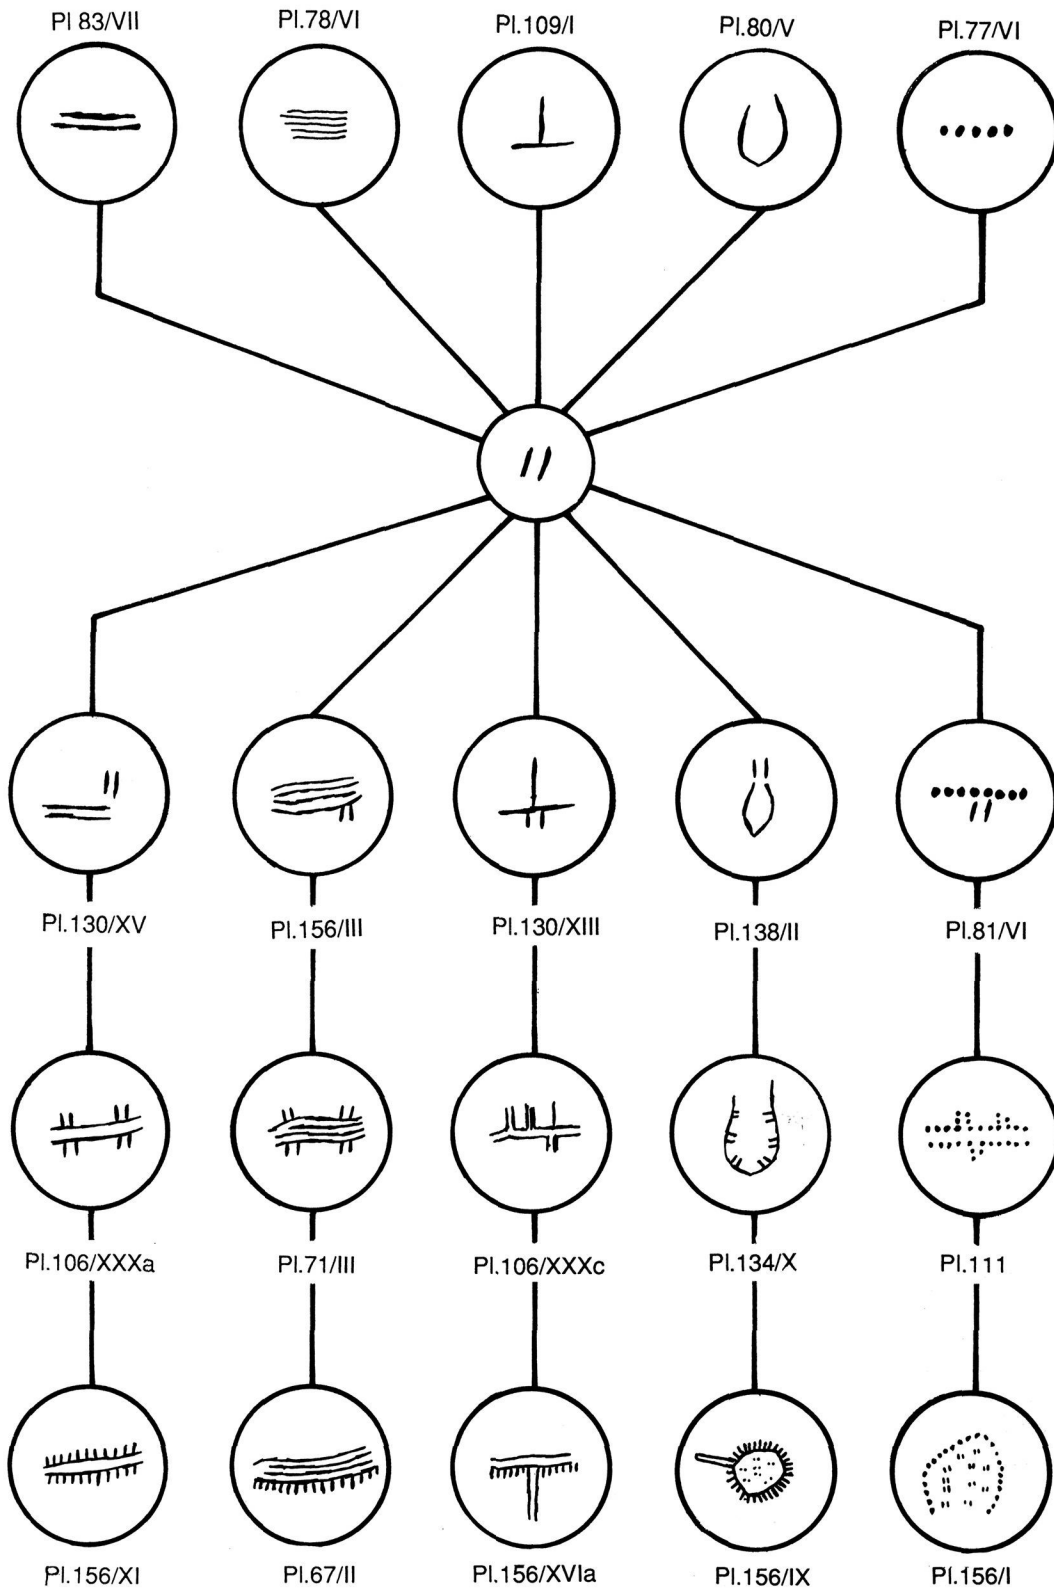 Pl 83/VII Pl.78/VI Pl.109/I Pl.80/V Pl.77/VI
Pl.130/XV Pl.156/III Pl.130/XIII Pl.138/II Pl.81/VI
Pl.106/XXXa Pl.71/III Pl.106/XXXc Pl.134/X Pl.111
Pl.156/XI Pl.67/II Pl.156/XVIa Pl.156/IX Pl.156/I